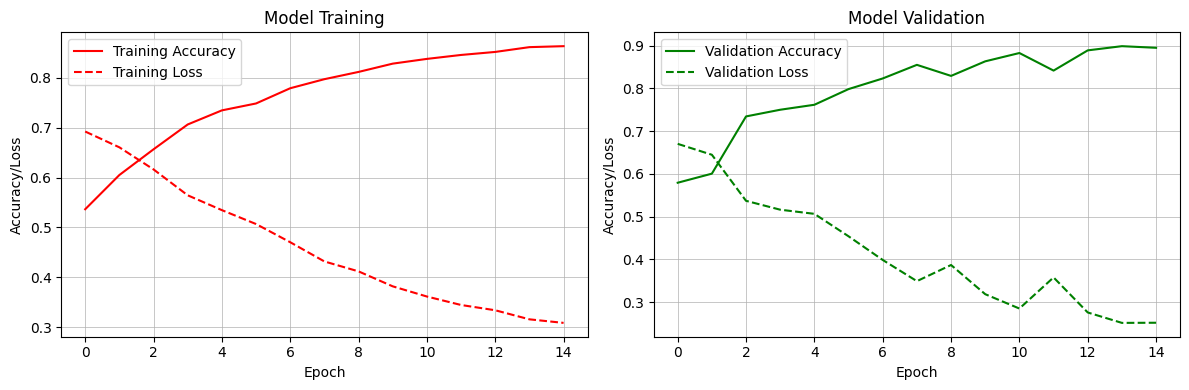 Model Training
Training Accuracy
Training Loss
Accuracy/Loss
0.8
0.7
0.6
0.5
0.4
0.3
0 2 4 6 8 10 12 14
Epoch
Model Validation
Validation Accuracy
Validation Loss
Accuracy/Loss
0.9
0.8
0.7
0.6
0.5
0.4
0.3
0 2 4 6 8 10 12 14
Epoch